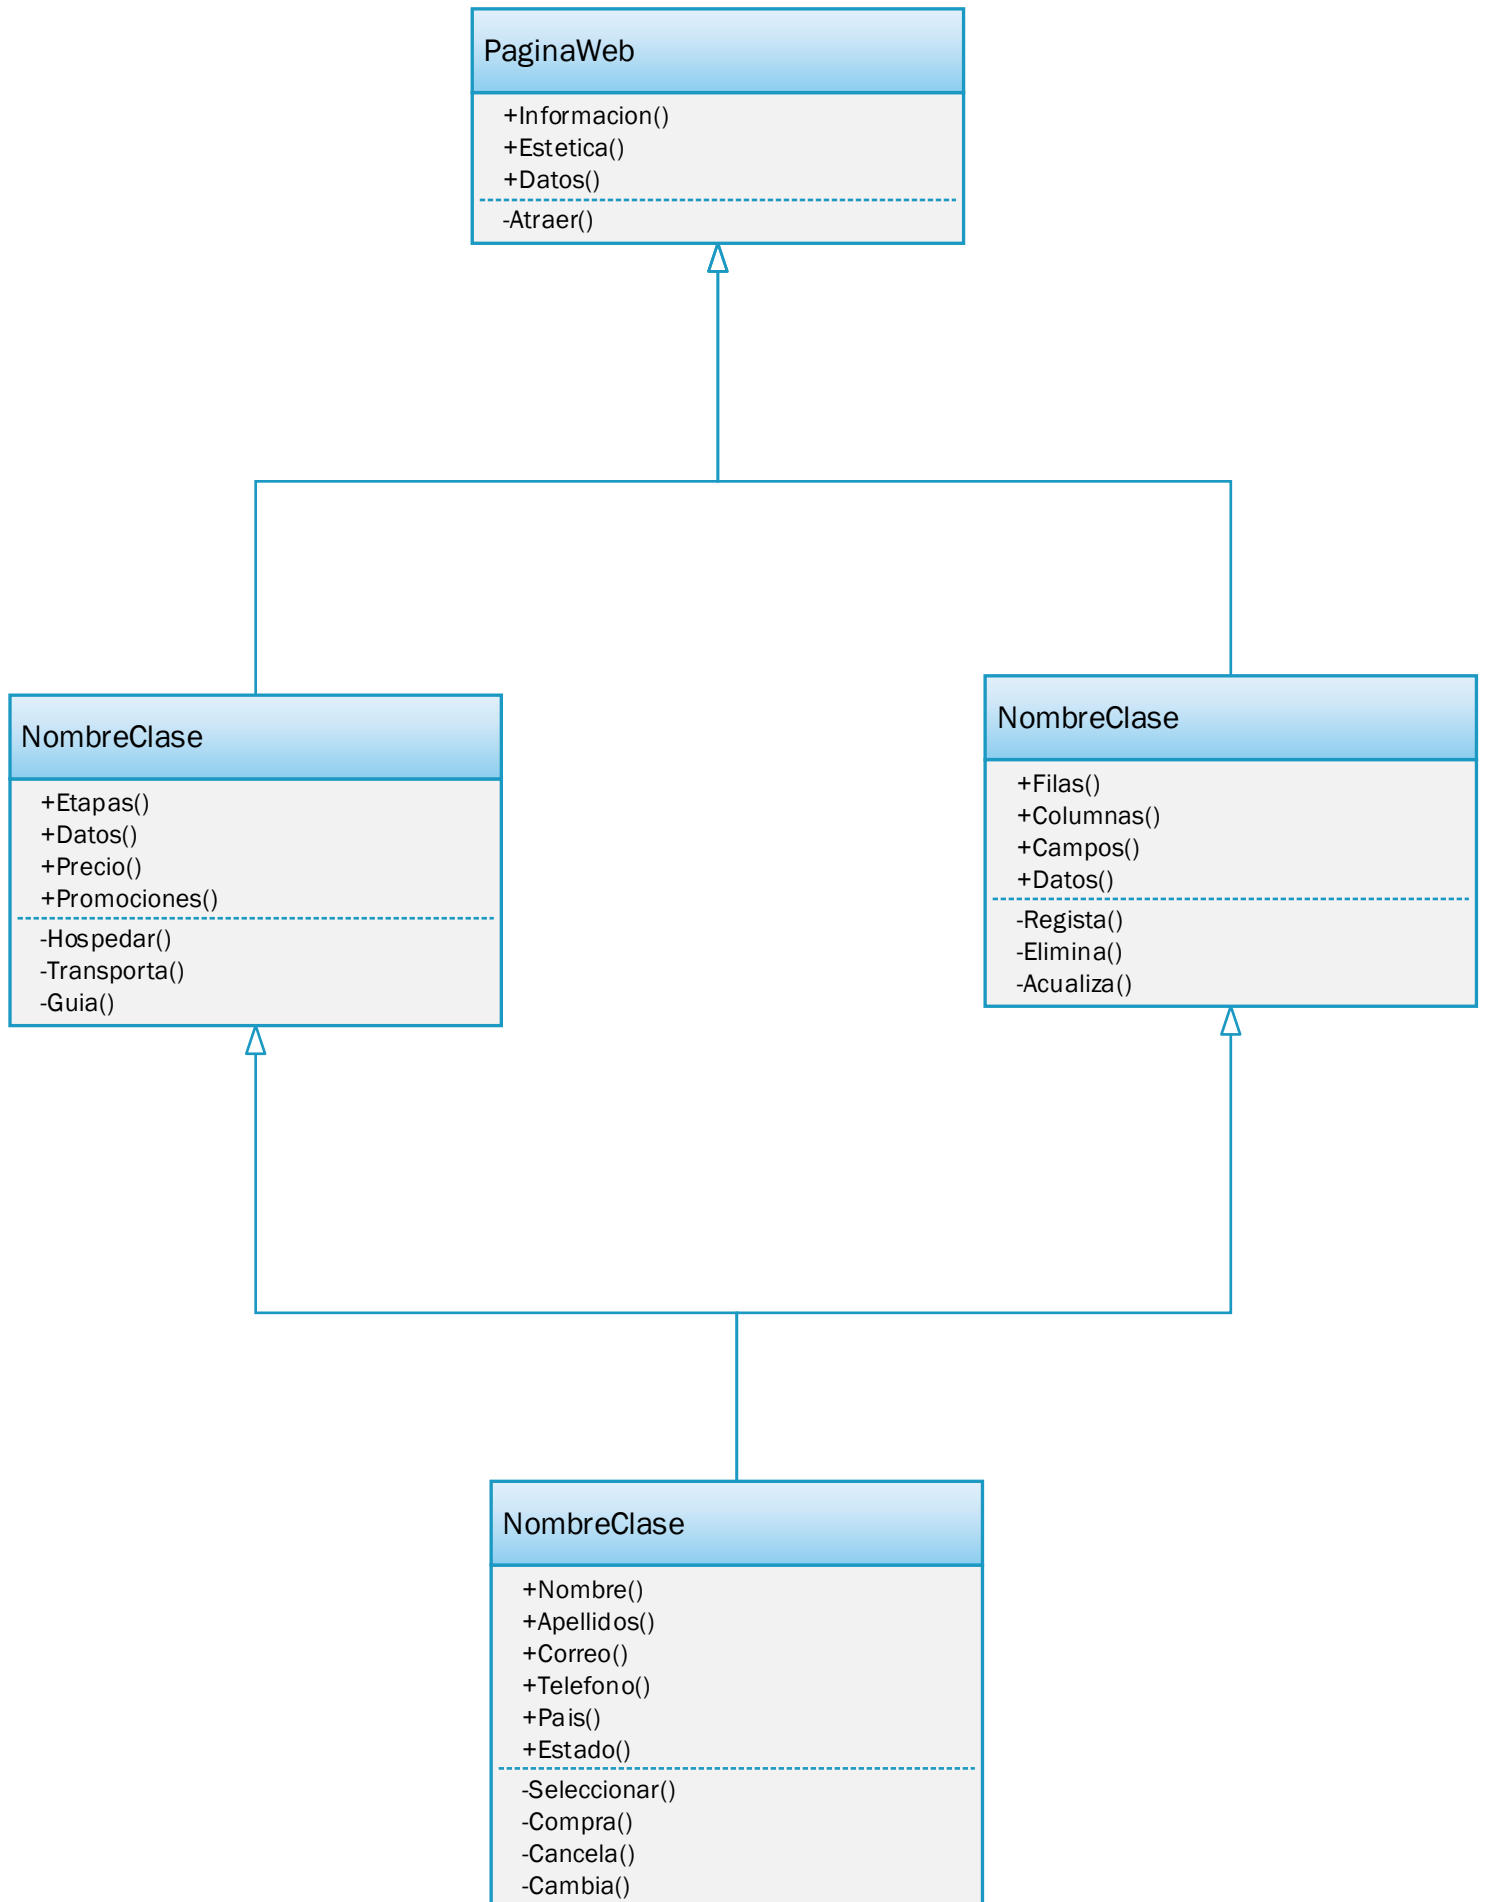 PaginaWeb
+Informacion()
+Estetica()
+Datos()
-Atraer()
NombreClase
+Etapas()
+Datos()
+Precio()
+Promociones()
-Hospedar()
-Transporta()
-Guia()
NombreClase
+Filas()
+Columnas()
+Campos()
+Datos()
-Regista()
-Elimina()
-Acualiza()
NombreClase
+Nombre()
+Apellidos()
+Correo()
+Telefono()
+Pais()
+Estado()
-Seleccionar()
-Compra()
-Cancela()
-Cambia()